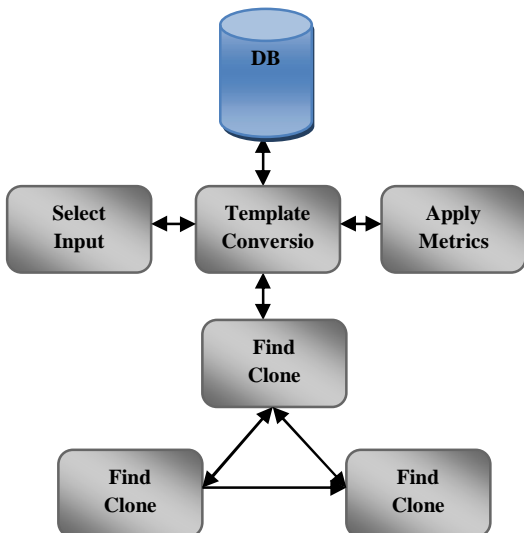 DB
Select
Input
Template
Conversio
Apply
Metrics
Find
Clone
Find
Clone
Find
Clone